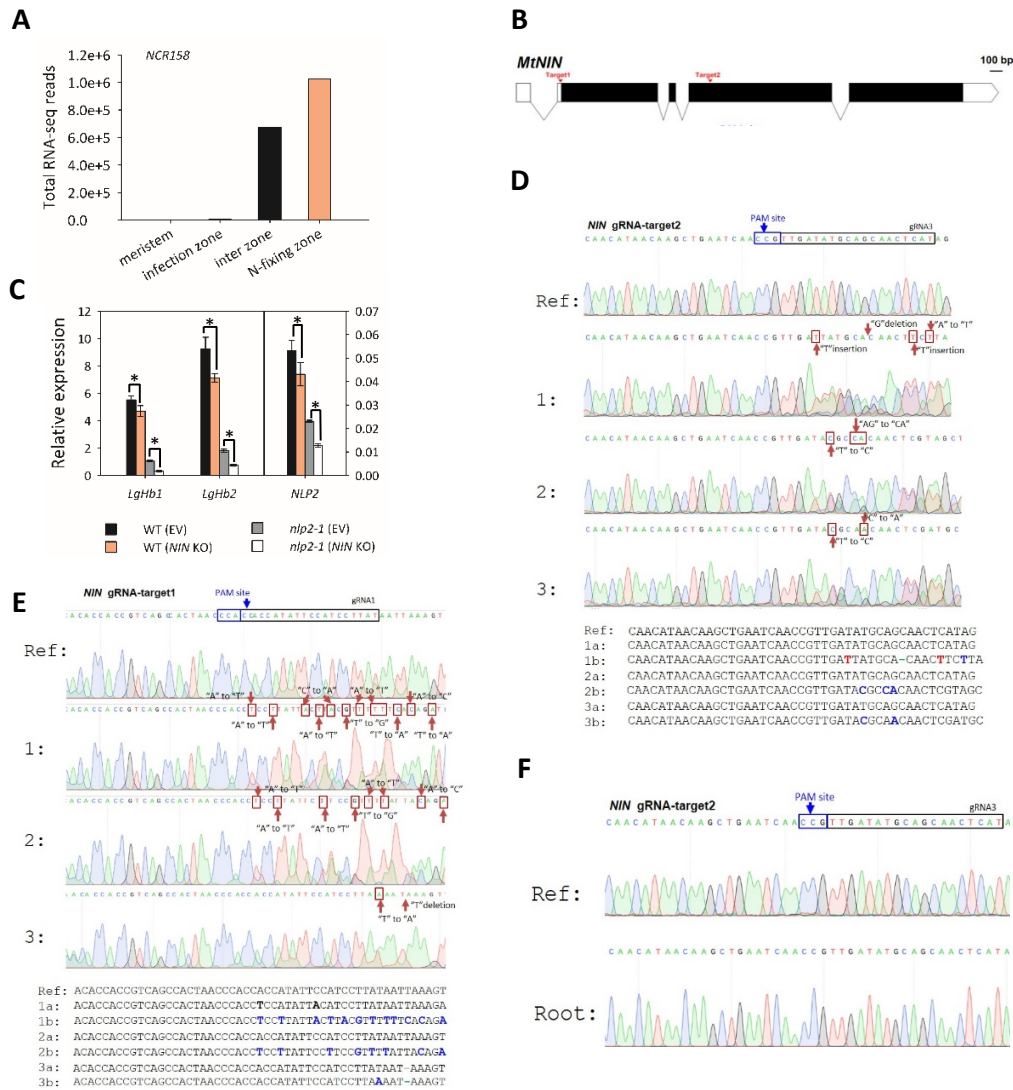 A
NCR158
Total RNA-seq reads
1.2e+6
1.0e+6
8.0e+5
6.0e+5
4.0e+5
2.0e+5
0.0
meristem
infection zone
inter zone
N-fixing zone
B
MtNIN
Target1
Target2
100 bp
C
Relative expression
12
10
8
6
4
2
0
0.07
0.06
0.05
0.04
0.03
0.02
0.01
0.00
* * * * * *
LgHb1 LgHb2 NLP2
WT (EV)
nlp2-1 (EV)
WT (NIN KO)
nlp2-1 (NIN KO)
D
NIN gRNA-target2
PAM site
gRNA3
CAACATAACAAGCTGAATCAACCGTTGATATGCAGCAACTCATAG
Ref:
"G"deletion
"A" to "T"
CAACATAACAAGCTGAATCAACCGTTGATTATGCACAACTTCTTA
"T"insertion
"T"insertion
1:
"AG" to "CA"
CAACATAACAAGCTGAATCAACCGTTGATACGCCACAACTCGTAGCT
"T" to "C"
2:
"C" to "A"
CAACATAACAAGCTGAATCAACCGTTGATACGCAACAACTCGATGC
"T" to "C"
3:
Ref: CAACATAACAAGCTGAATCAACCGTTGATATGCAGCAACTCATAG
1a: CAACATAACAAGCTGAATCAACCGTTGATATGCAGCAACTCATAG
1b: CAACATAACAAGCTGAATCAACCGTTGATTATGCA-CAACTTCTTA
2a: CAACATAACAAGCTGAATCAACCGTTGATATGCAGCAACTCATAG
2b: CAACATAACAAGCTGAATCAACCGTTGATACGCCACAACTCGTAGC
3a: CAACATAACAAGCTGAATCAACCGTTGATATGCAGCAACTCATAG
3b: CAACATAACAAGCTGAATCAACCGTTGATACGCAACAACTCGATGC
E
NIN gRNA-target1
PAM site
gRNA1
CACACCACCGTCAGCCACTAACCCACCACCATATTCCATCCTTATAATTAAAGT
Ref:
"A" to "T"
"C" to "A"
"A" to "T"
"A" to "C"
"A" to "T"
"A" to "T"
"T" to "G"
"T" to "A"
"T" to "A"
1:
"A" to "T"
"A" to "T"
"A" to "C"
"A" to "T"
"A" to "T"
"T" to "G"
2:
"T"deletion
"T" to "A"
3:
Ref: ACACCACCGTCAGCCACTAACCCACCACCATATTCCATCCTTATAATTAAAGT
1a: ACACCACCGTCAGCCACTAACCCACCTCCATATTACATCCTTATAATTAAAGA
1b: ACACCACCGTCAGCCACTAACCCACCTCCTTATTACTTACGTTTTTTCACAGA
2a: ACACCACCGTCAGCCACTAACCCACCACCATATTCCATCCTTATAATTAAAGT
2b: ACACCACCGTCAGCCACTAACCCACCTCCTTATTCCTTCCGTTTTATTACAGA
3a: ACACCACCGTCAGCCACTAACCCACCACCATATTCCATCCTTATAAT-AAAGT
3b: ACACCACCGTCAGCCACTAACCCACCACCATATTCCATCCTTAAAAT-AAAGT
F
NIN gRNA-target2
PAM site
gRNA3
CAACATAACAAGCTGAATCAACCGTTGATATGCAGCAACTCAT
Ref:
CAACATAACAAGCTGAATCAACCGTTGATATGCAGCAACTCATA
Root: